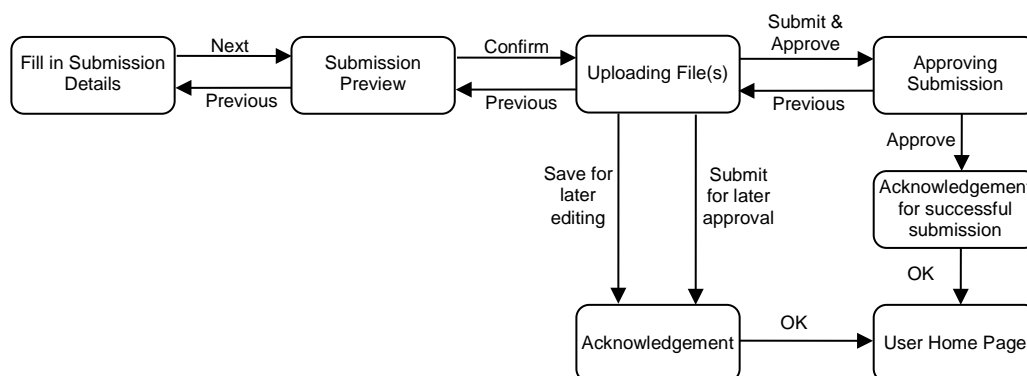 Fill in Submission
Details
Next
Previous
Submission
Preview
Confirm
Previous
Uploading File(s)
Submit &
Approve
Previous
Approving
Submission
Save for
later
editing
Submit
for later
approval
Approve
Acknowledgement
for successful
submission
OK
Acknowledgement
OK
User Home Page